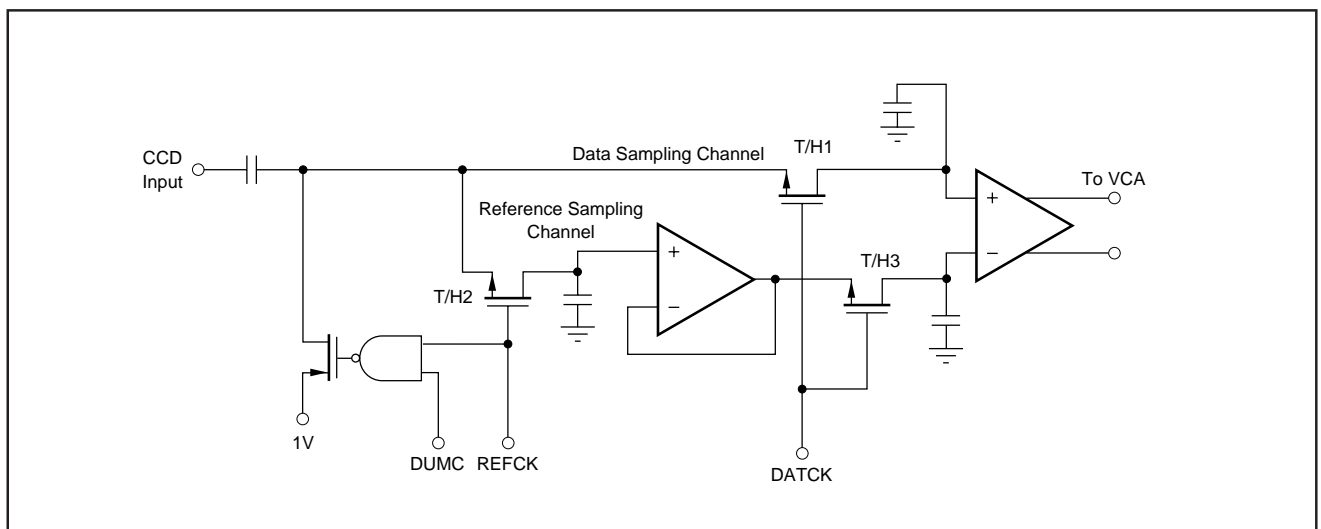 CCD
Input
Data Sampling Channel
T/H1
To VCA
Reference Sampling
Channel
+
−
+
−
T/H3
T/H2
1V
DUMC
REFCK
DATCK